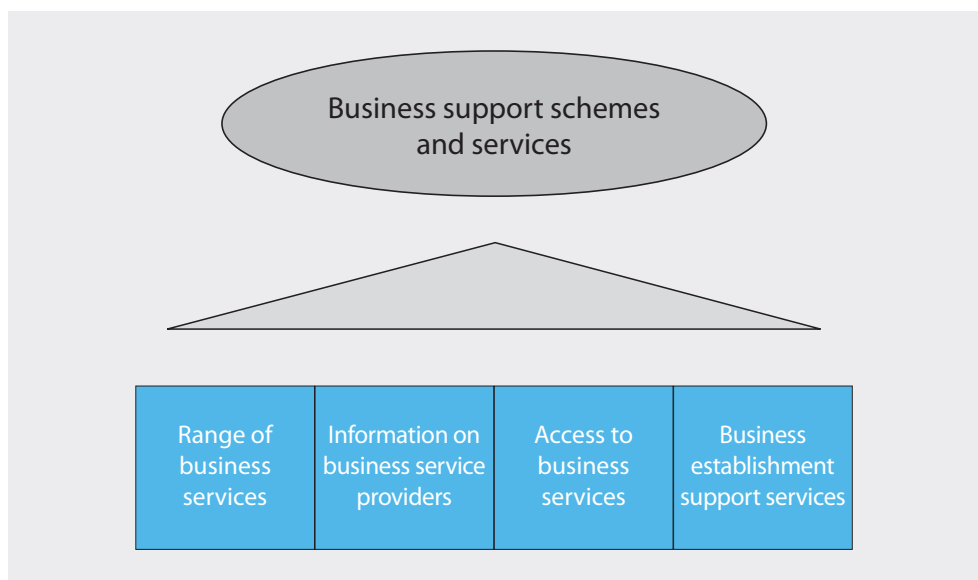 Business support schemes
and services
Range of
business
services
Information on
business service
providers
Access to
business
services
Business
establishment
support services